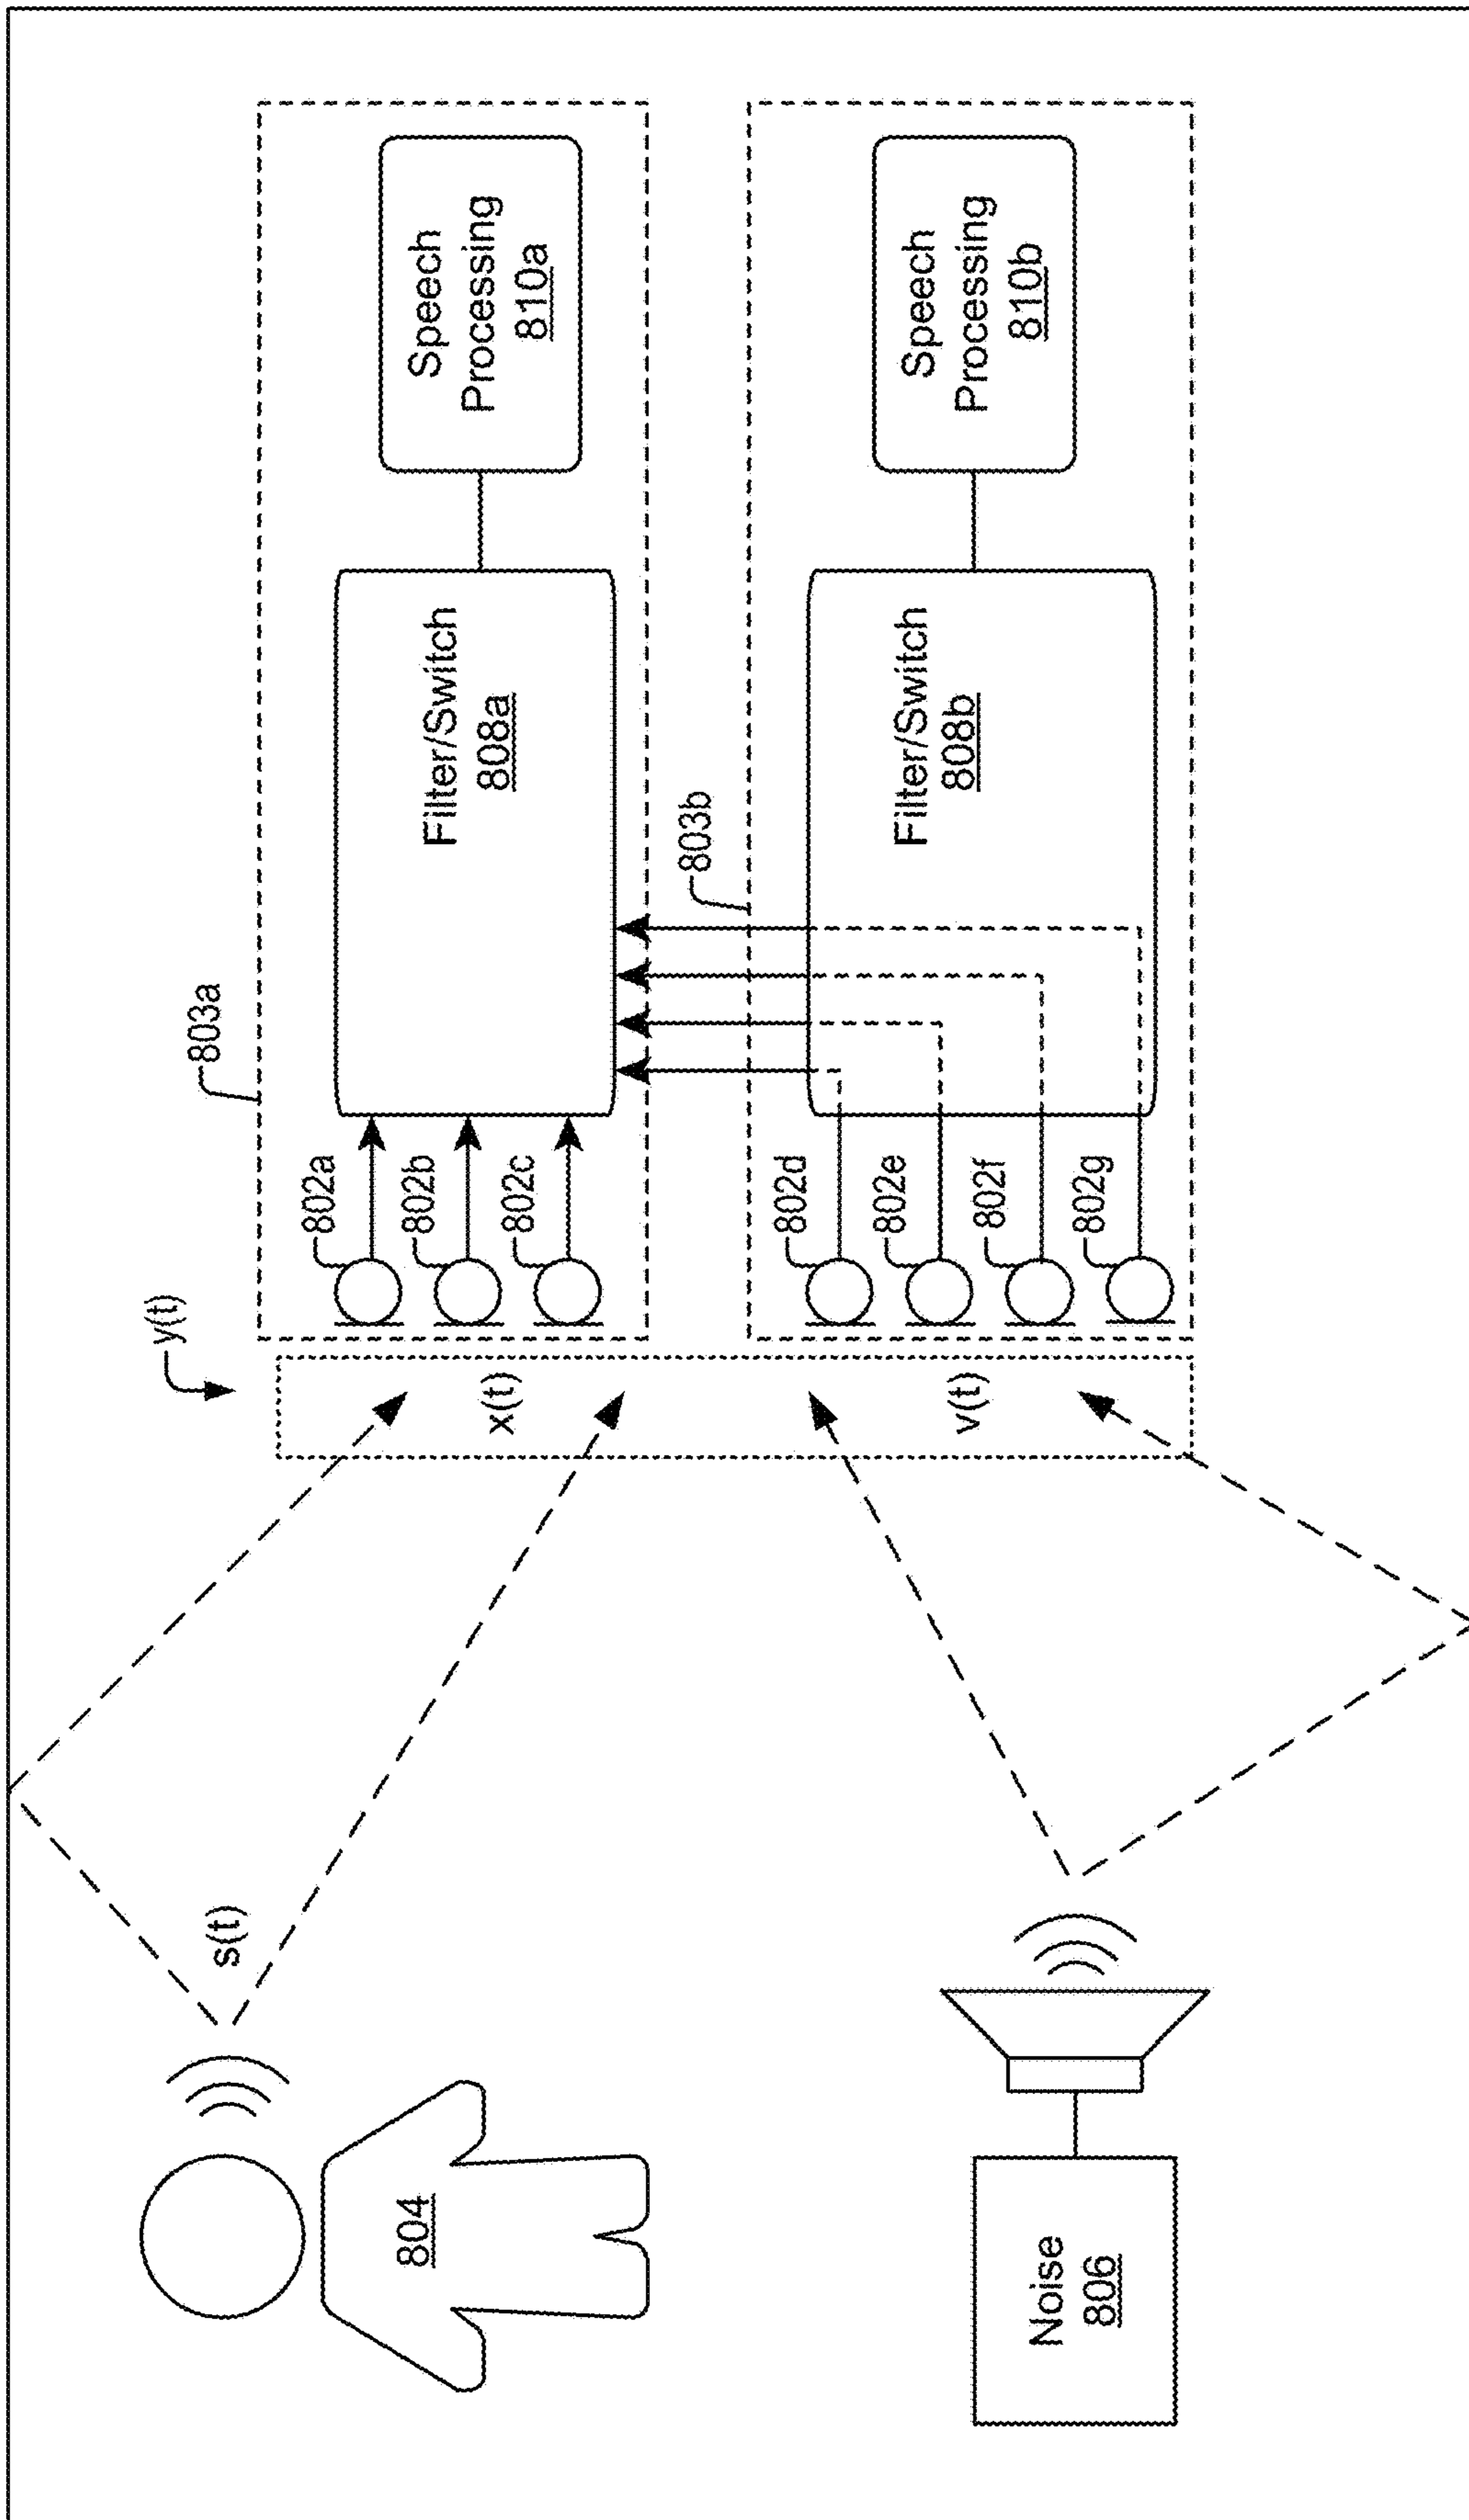 804
s(t)
Noise
806
y(t)
x(t)
v(t)
803a
802a
802b
802c
Filter/Switch
808a
Speech
Processing
810a
803b
802d
802e
802f
802g
Filter/Switch
808b
Speech
Processing
810b